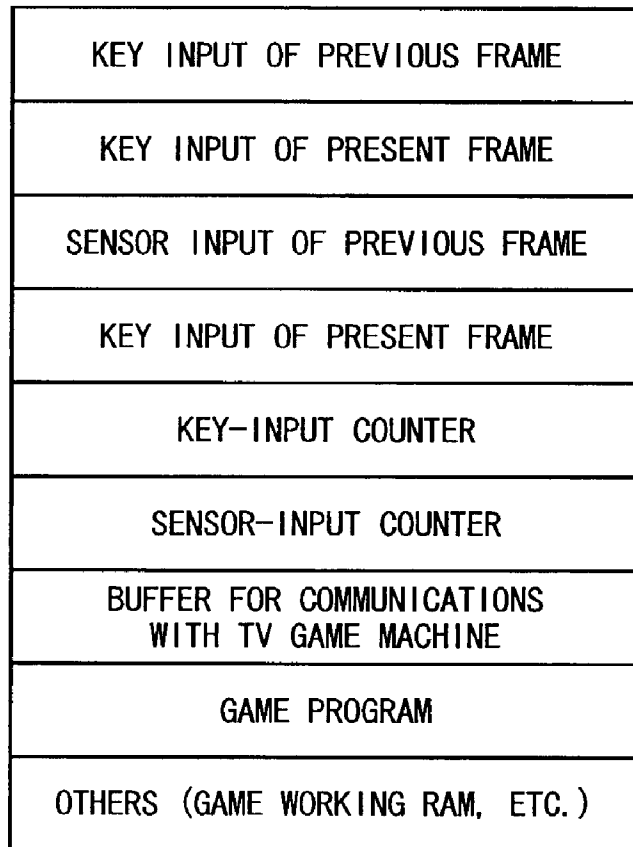 KEY INPUT OF PREVIOUS FRAME
KEY INPUT OF PRESENT FRAME
SENSOR INPUT OF PREVIOUS FRAME
KEY INPUT OF PRESENT FRAME
KEY-INPUT COUNTER
SENSOR-INPUT COUNTER
BUFFER FOR COMMUNICATIONS
WITH TV GAME MACHINE
GAME PROGRAM
OTHERS (GAME WORKING RAM, ETC.)